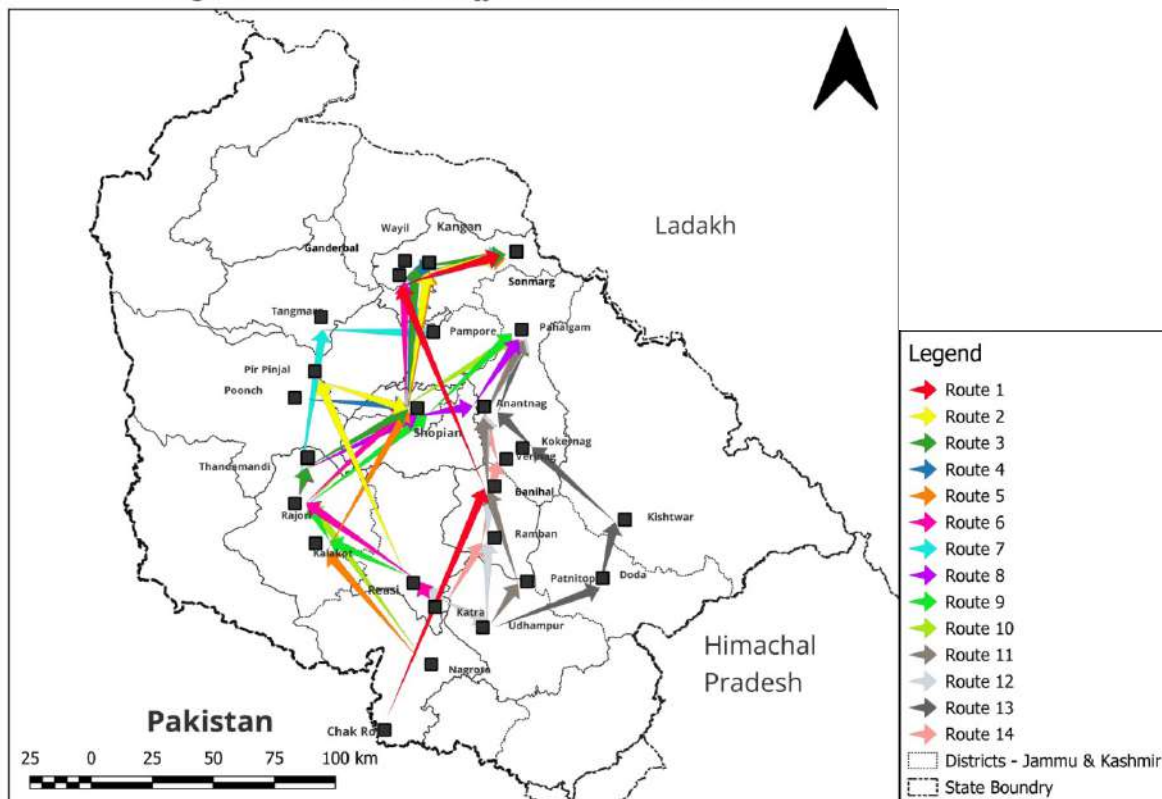 Wayil
Kangan
Ladakh
Ganderbal
Sonmarg
Tangmarg
Pampore
Pahalgam
Pir Pinjal
Poonch
Anantnag
Shopian
Kokernag
Verinag
Thandamandi
Banihal
Rajori
Kishtwar
Ramban
Kalakot
Patnitop
Doda
Reasi
Katra
Udhampur
Himachal
Pradesh
Nagrota
Pakistan
Chak Ro
25 0 25 50 75 100 km
Legend
Route 1
Route 2
Route 3
Route 4
Route 5
Route 6
Route 7
Route 8
Route 9
Route 10
Route 11
Route 12
Route 13
Route 14
Districts - Jammu & Kashmir
State Boundry